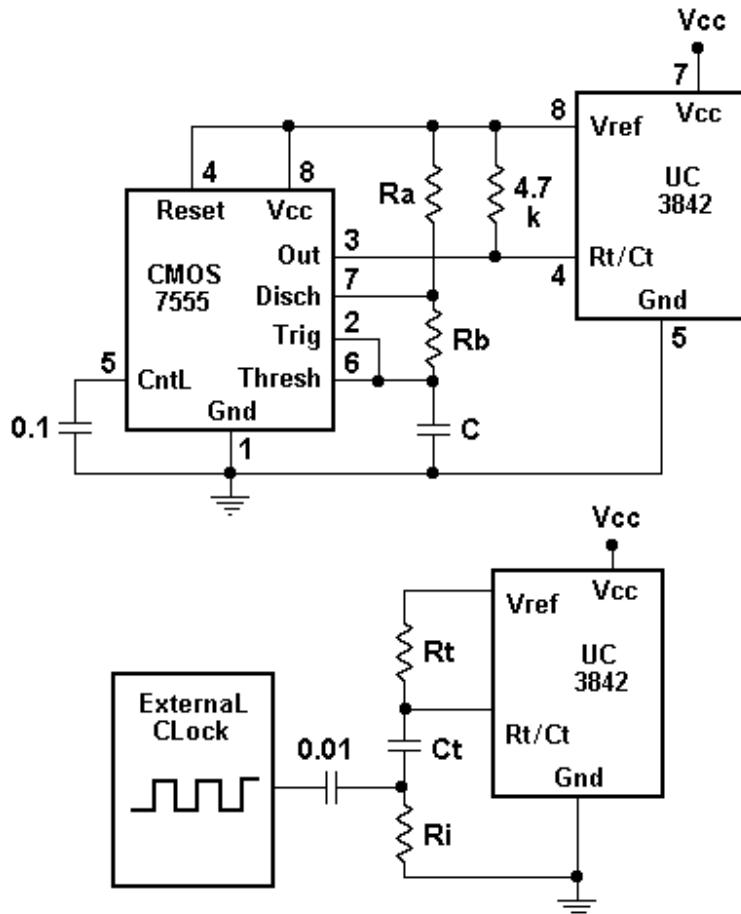 Vcc
7
8
Vref
Vcc
UC
3842
Rt/Ct
4
Gnd
5
4
8
Ra
4.7
k
Reset
Vcc
Out
3
CMOS
7555
Disch
7
Trig
2
Rb
5
CntL
Thresh
6
Gnd
0.1
1
C
Vcc
Vref
Vcc
Rt
UC
3842
ExternaL
CLock
0.01
Ct
Rt/Ct
Gnd
Ri